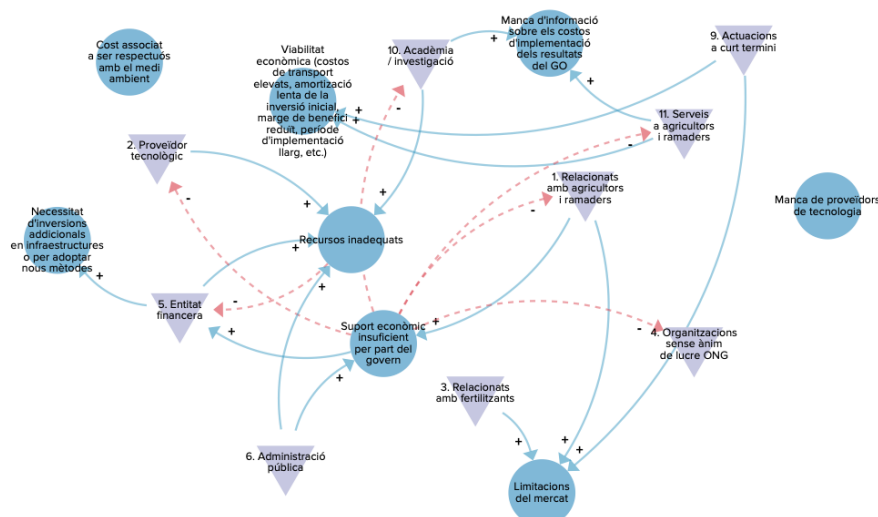 Cost associat
a ser respectuós
amb el medi
ambient
Viabilitat
econòmica (costos
de transport
elevats, amortizació
lenta de la
inversió inicial,
marge de benefici
reduït, període
d'implementació
llarg, etc.)
10. Acadèmia
/ investigació
Manca d'informació
sobre els costos
d'implementació
dels resultats
del GO
9. Actuacions
a curt termini
11. Serveis
a agricultors
i ramaders
2. Proveïdor
tecnològic
1. Relacionats
amb agricultors
i ramaders
Manca de proveïdors
de tecnologia
Necessitat
d'inversions
addicionals
en infraestructures
o per adoptar
nous mètodes
Recursos inadequats
5. Entitat
financera
Suport econòmic
insuficient
per part del
govern
4. Organitzacions
sense ànim
de lucre ONG
3. Relacionats
amb fertilitzants
6. Administració
pública
Limitacions
del mercat
+
+
+
+
-
-
+
+
-
-
+
+
+
-
+
+
+
-
+
+
+
+